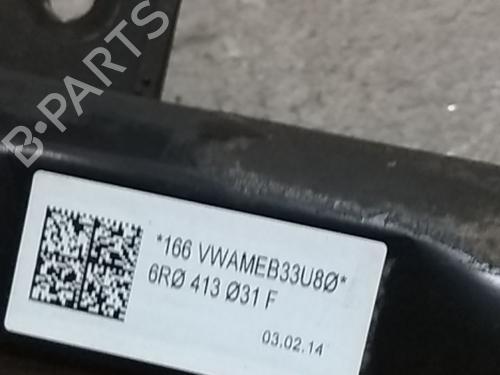 B-PARTS
*166 VWAMEB33U8Ø*
6RØ 413 Ø31 F
03.02.14